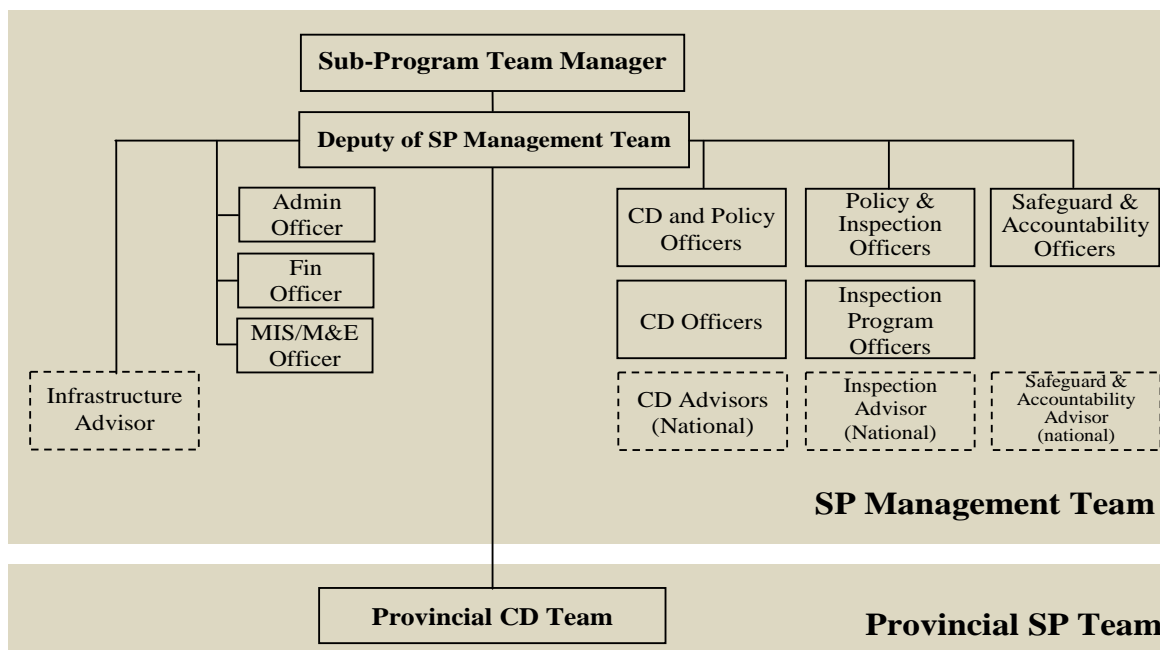 Sub-Program Team Manager
Deputy of SP Management Team
Admin
Officer
Fin
Officer
MIS/M&E
Officer
Infrastructure
Advisor
CD and Policy
Officers
Policy &
Inspection
Officers
Safeguard &
Accountability
Officers
CD Officers
Inspection
Program
Officers
CD Advisors
(National)
Inspection
Advisor
(National)
Safeguard &
Accountability
Advisor
(national)
SP Management Team
Provincial CD Team
Provincial SP Team